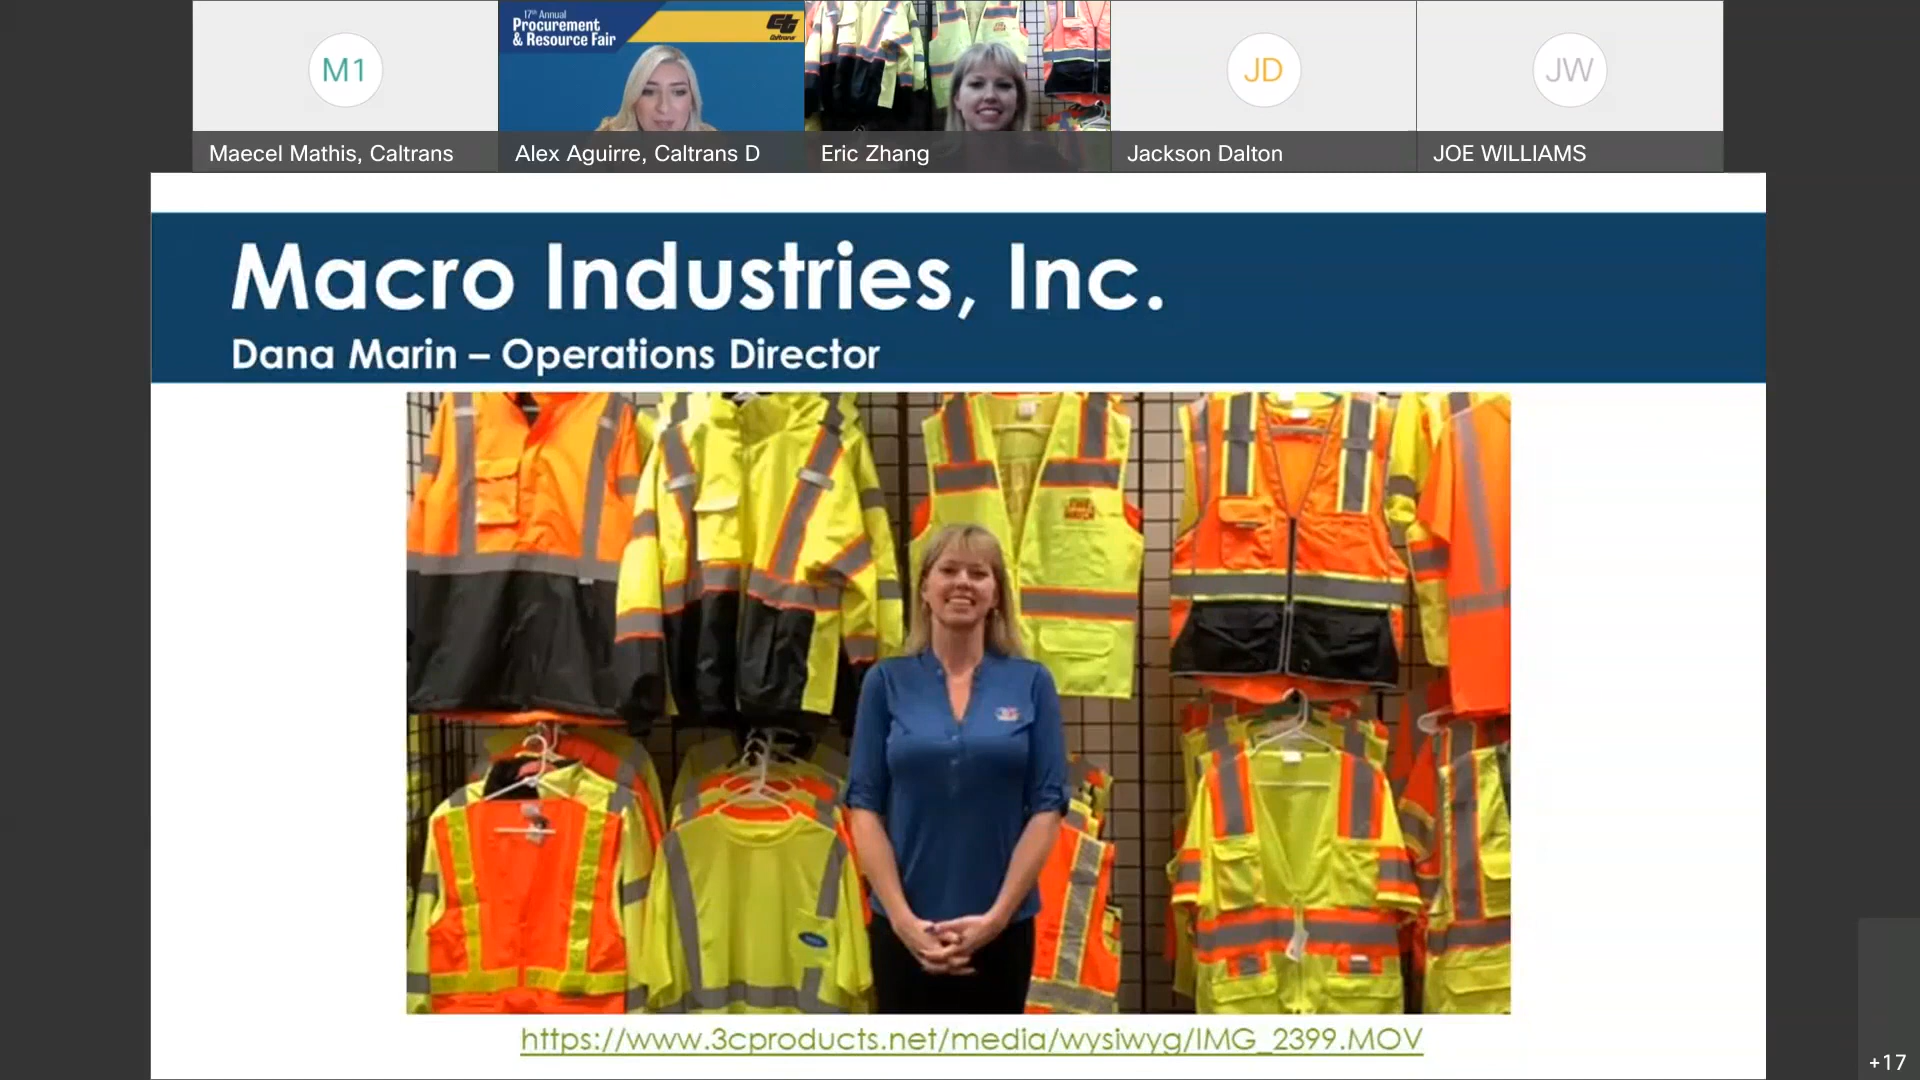 M1
17th Annual
Procurement
& Resource Fair
Caltrans
JD
JW
Maecel Mathis, Caltrans
Alex Aguirre, Caltrans D
Eric Zhang
Jackson Dalton
JOE WILLIAMS
Macro Industries, Inc.
Dana Marin – Operations Director
https://www.3cproducts.net/media/wysiwyg/IMG_2399.MOV
+17